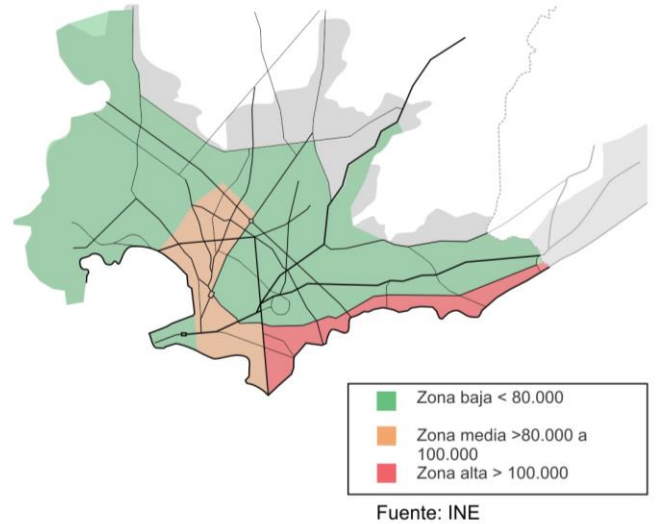 Zona baja < 80.000
Zona media >80.000 a
100.000
Zona alta > 100.000
Fuente: INE